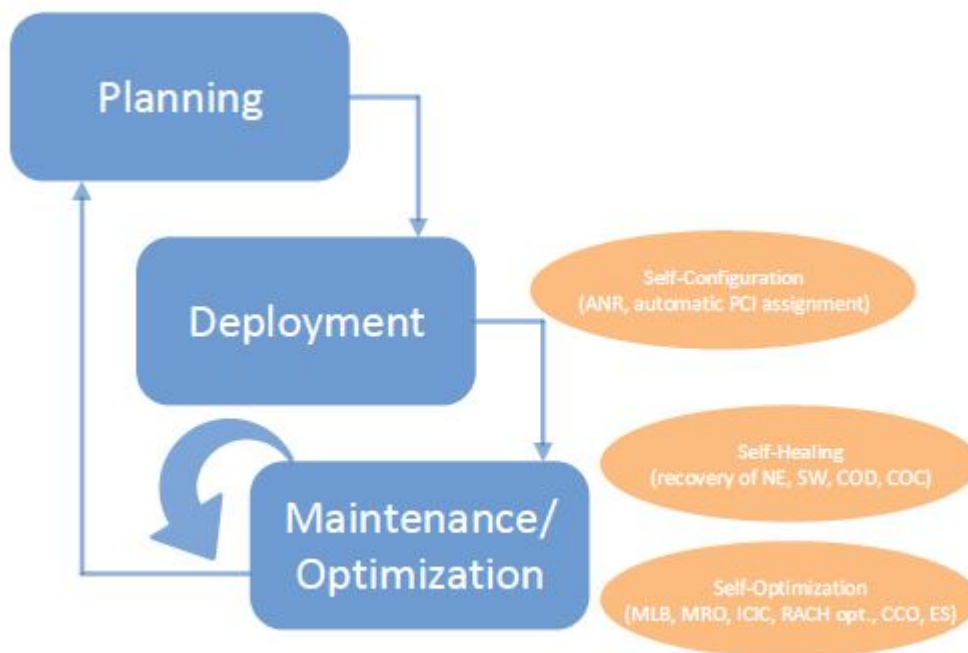 Planning
Deployment
Self-Configuration
(ANR, automatic PCI assignment)
Self-Healing
(recovery of NE, SW, COD, COC)
Maintenance/
Optimization
Self-Optimization
(MLB, MRO, ICIC, RACH opt., CCO, ES)